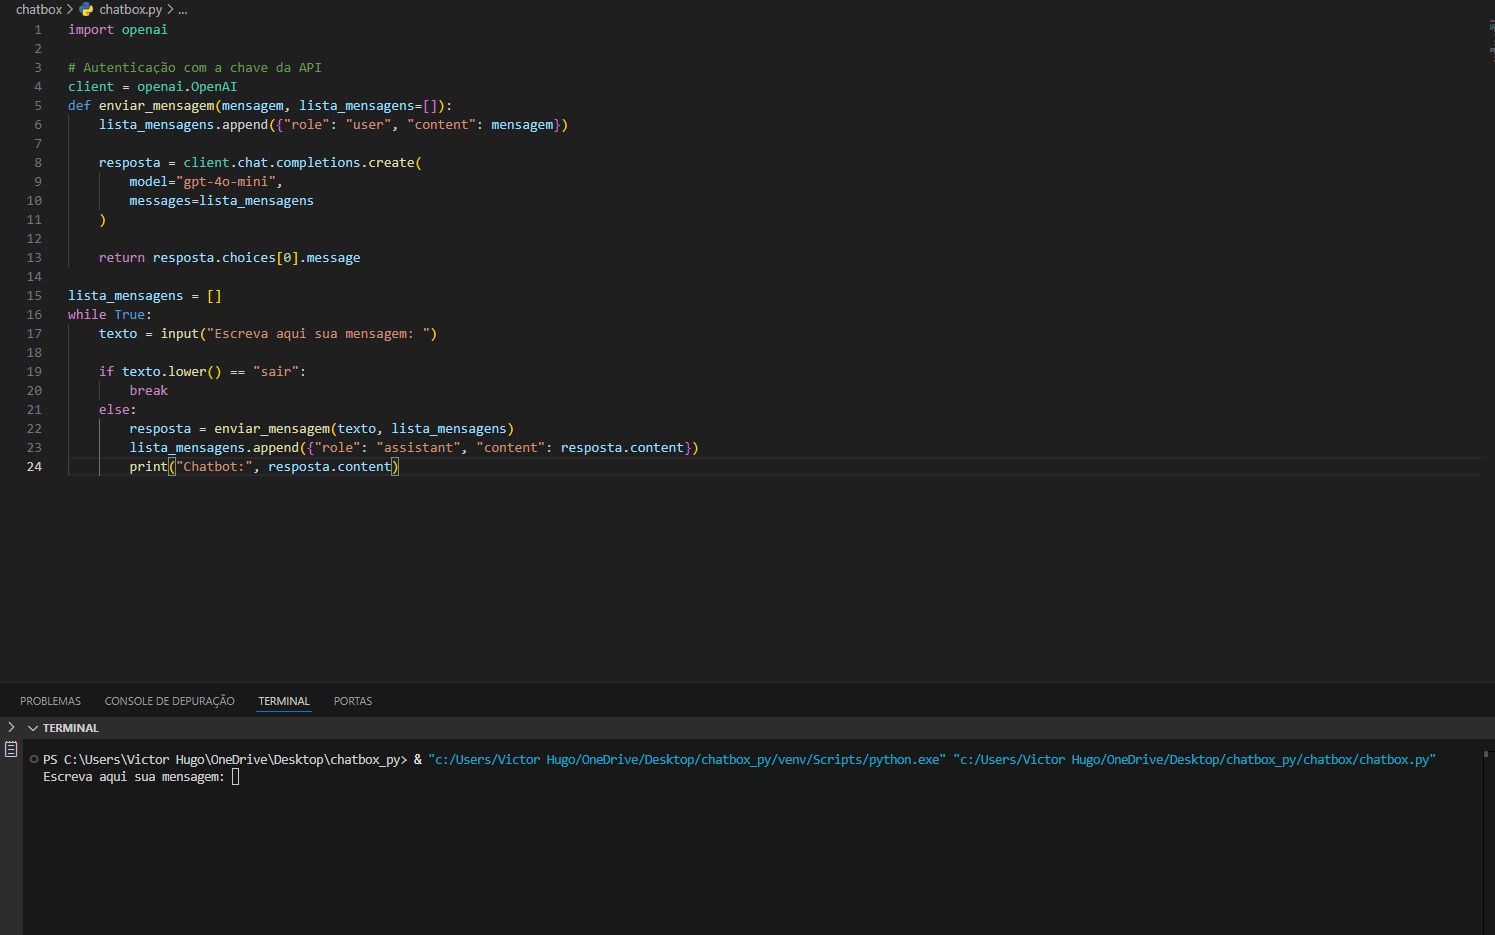 chatbox > chatbox.py > ...
1 import openai
2
3 # Autenticação com a chave da API
4 client = openai.OpenAI
5 def enviar_mensagem(mensagem, lista_mensagens=[]):
6     lista_mensagens.append({"role": "user", "content": mensagem})
7
8     resposta = client.chat.completions.create(
9         model="gpt-4o-mini",
10         messages=lista_mensagens
11     )
12
13     return resposta.choices[0].message
14
15 lista_mensagens = []
16 while True:
17     texto = input("Escreva aqui sua mensagem: ")
18
19     if texto.lower() == "sair":
20         break
21     else:
22         resposta = enviar_mensagem(texto, lista_mensagens)
23         lista_mensagens.append({"role": "assistant", "content": resposta.content})
24         print("Chatbot:", resposta.content)
PROBLEMAS CONSOLE DE DEPURAÇÃO TERMINAL PORTAS
TERMINAL
PS C:\Users\Victor Hugo\OneDrive\Desktop\chatbox_py> & "c:/Users/Victor Hugo/OneDrive/Desktop/chatbox_py/venv/Scripts/python.exe" "c:/Users/Victor Hugo/OneDrive/Desktop/chatbox_py/chatbox/chatbox.py"
Escreva aqui sua mensagem: